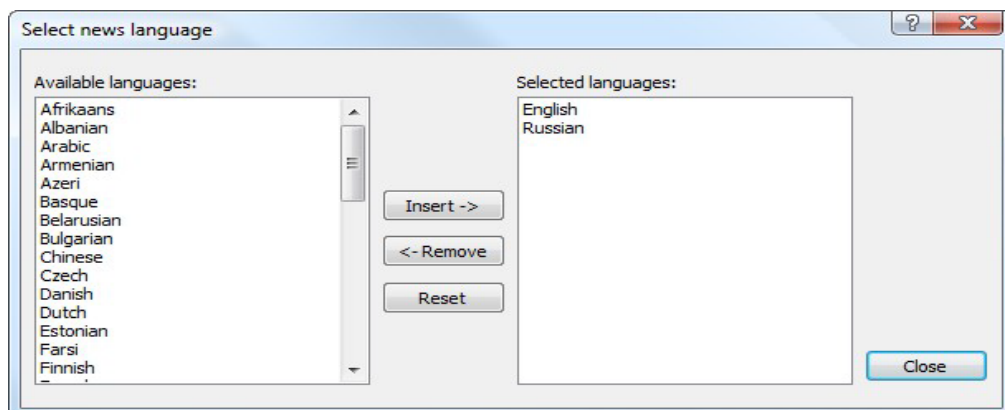 Select news language
?
X
Available languages:
Afrikaans
Albanian
Arabic
Armenian
Azeri
Basque
Belarusian
Bulgarian
Chinese
Czech
Danish
Dutch
Estonian
Farsi
Finnish
Insert ->
<- Remove
Reset
Selected languages:
English
Russian
Close